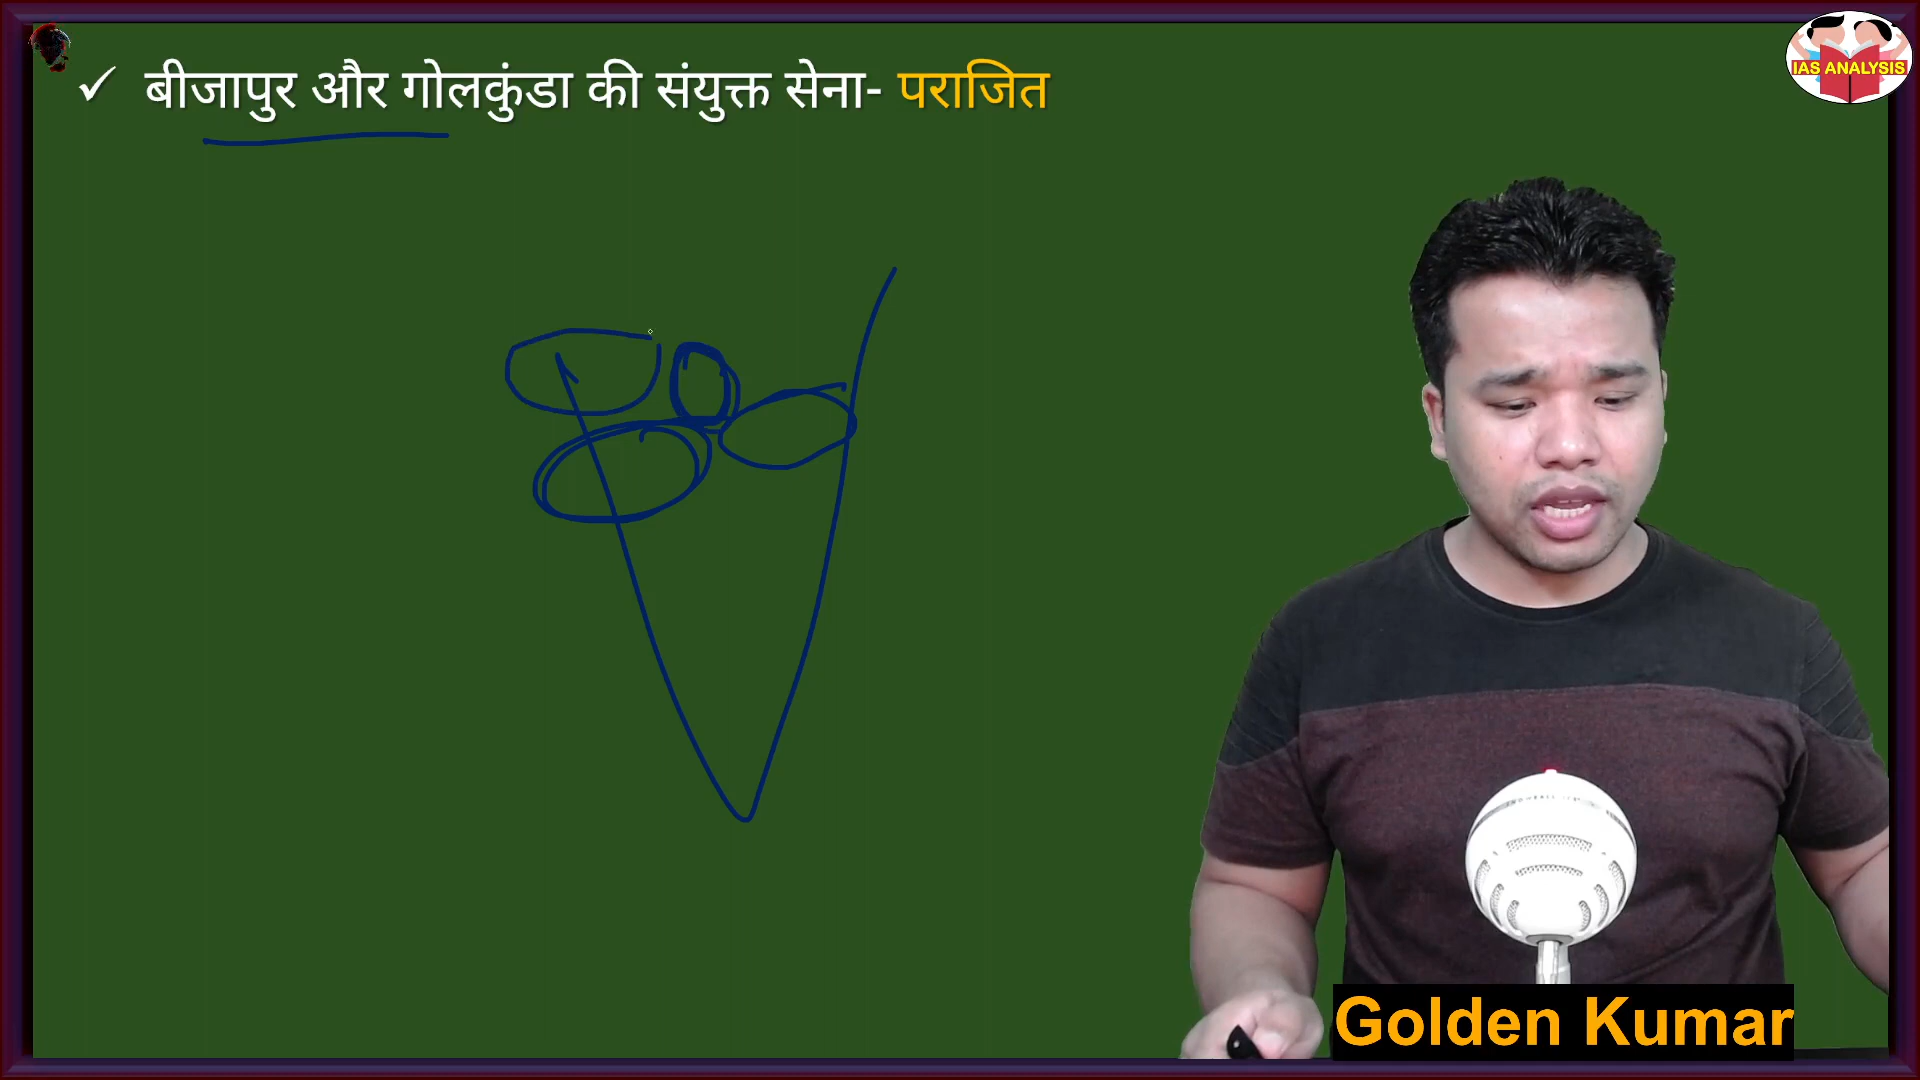 ✓ बीजापुर और गोलकुंडा की संयुक्त सेना- पराजित
IAS ANALYSIS
Golden Kumar